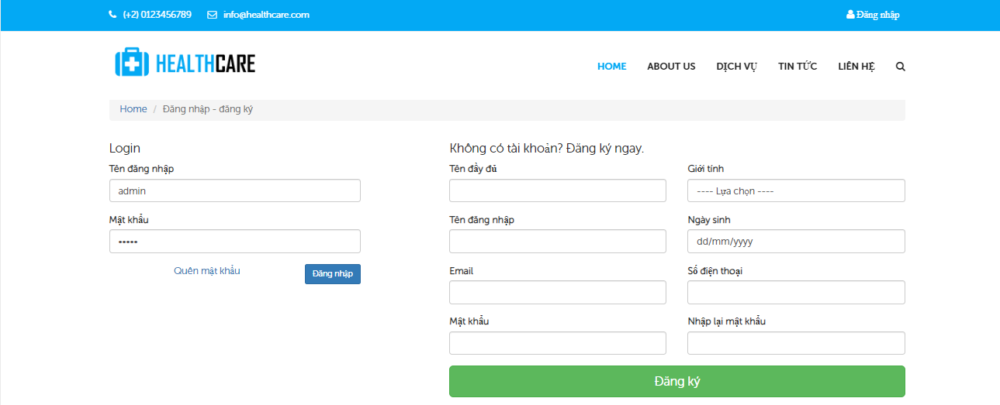 (+2) 0123456789 info@healthcare.com Đăng nhập
HEALTHCARE
HOME ABOUT US DỊCH VỤ TIN TỨC LIÊN HỆ
Home / Đăng nhập - đăng ký
Login
Tên đăng nhập
admin
Mật khẩu
•••••
Quên mật khẩu
Đăng nhập
Không có tài khoản? Đăng ký ngay.
Tên đầy đủ
Giới tính
---- Lựa chọn ----
Tên đăng nhập
Ngày sinh
dd/mm/yyyy
Email
Số điện thoại
Mật khẩu
Nhập lại mật khẩu
Đăng ký